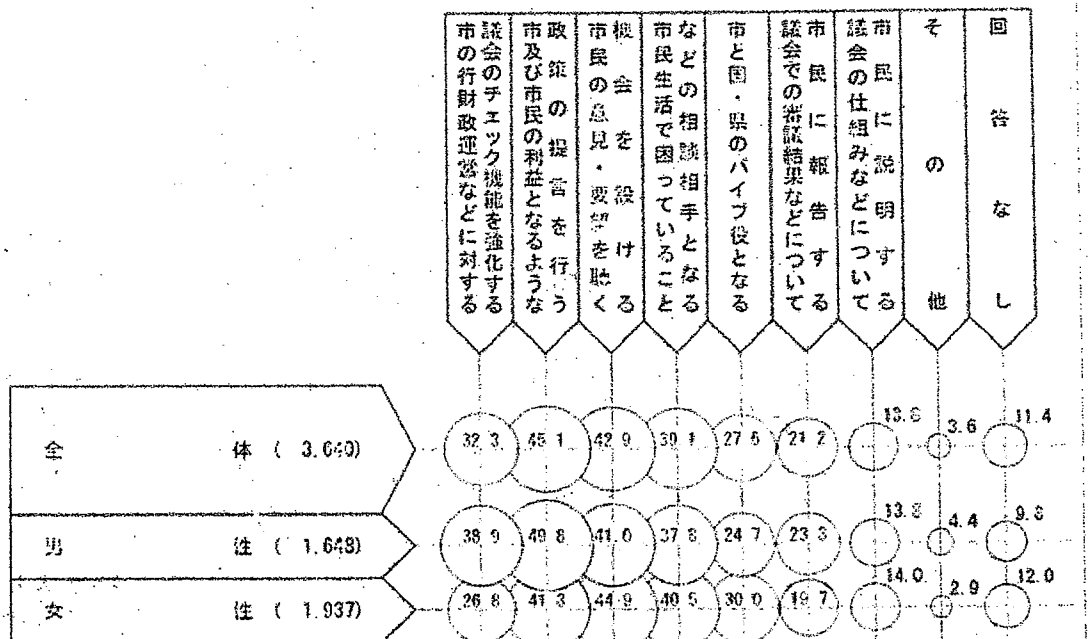 市の行財政運営などに対する
議会のチェック機能を強化する
市及び市民の利益となるような
政策の提言を行う
市民の意見・要望を聴く
機会を設ける
市民生活で困っていること
などの相談相手となる
市と国・県のパイプ役となる
議会での審議結果などについて
市民に報告する
議会の仕組みなどについて
市民に説明する
その他
回答なし
全体 ( 3,640)
32.3 45.1 42.9 39.1 27.5 21.2 13.8 3.6 11.4
男性 ( 1,648)
38.9 49.8 41.0 37.8 24.7 23.3 13.8 4.4 9.8
女性 ( 1,937)
26.8 41.3 44.9 40.5 30.0 19.7 14.0 2.9 12.0